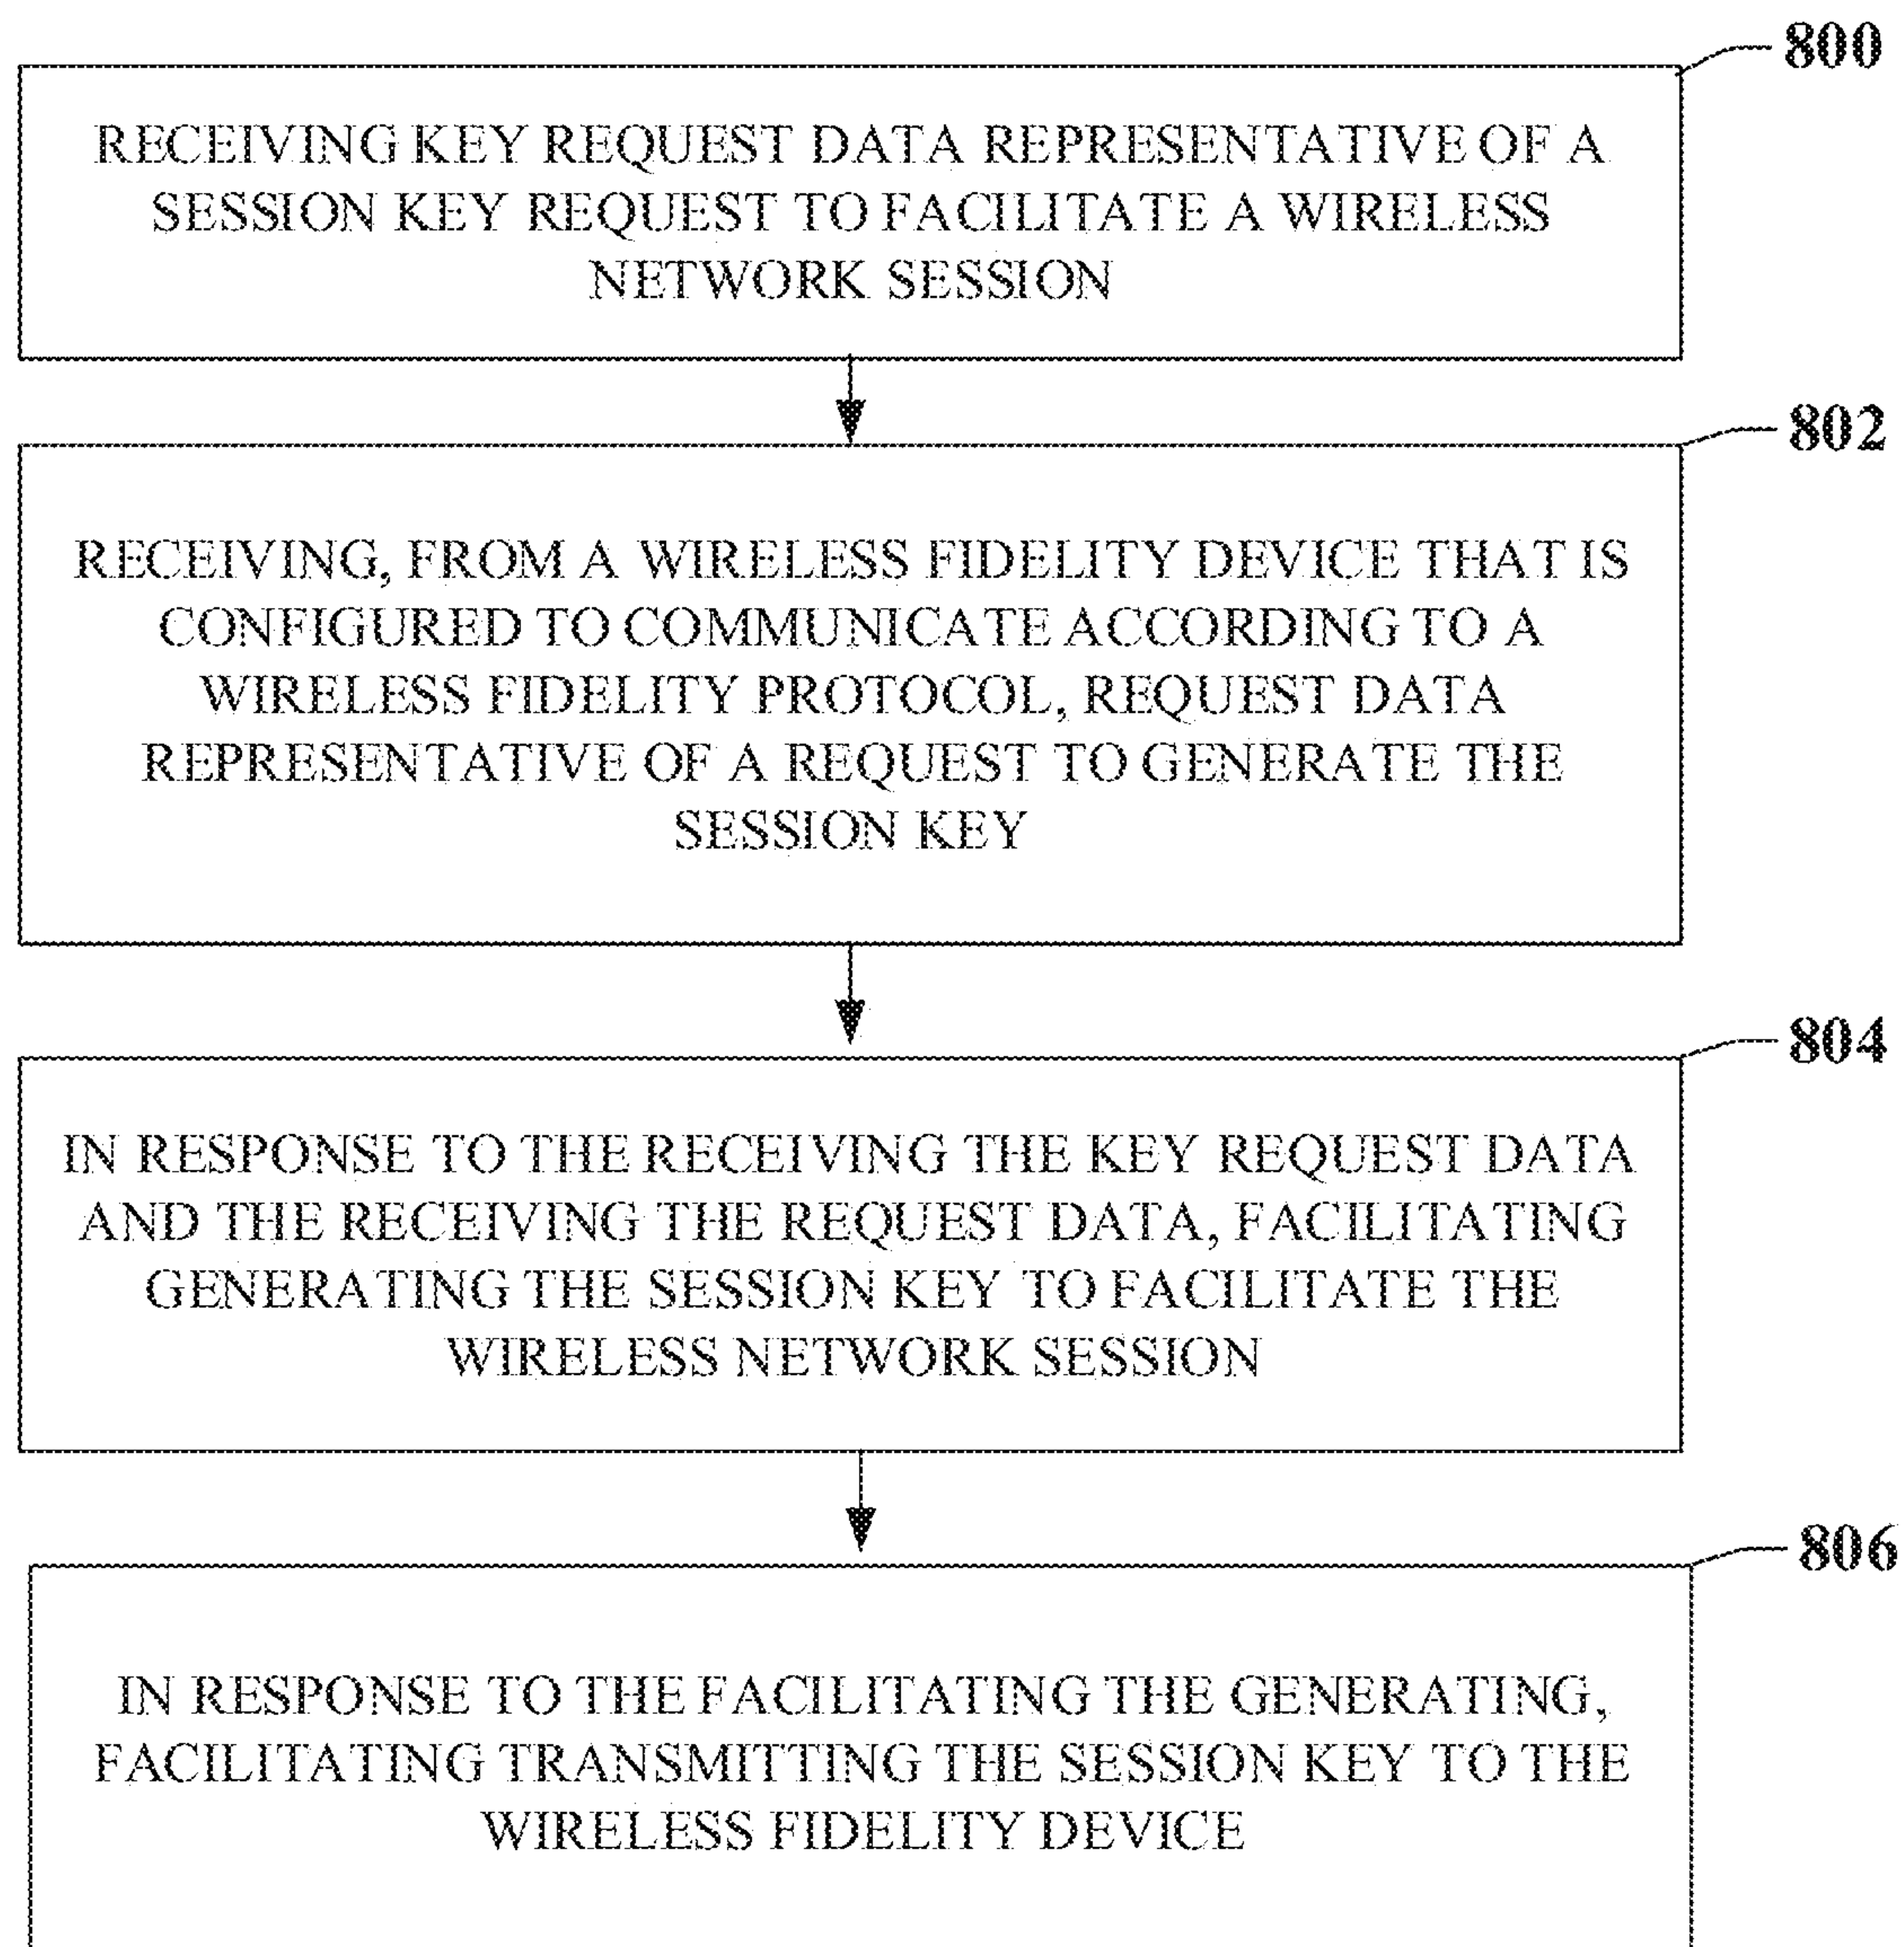 800
RECEIVING KEY REQUEST DATA REPRESENTATIVE OF A
SESSION KEY REQUEST TO FACILITATE A WIRELESS
NETWORK SESSION
802
RECEIVING, FROM A WIRELESS FIDELITY DEVICE THAT IS
CONFIGURED TO COMMUNICATE ACCORDING TO A
WIRELESS FIDELITY PROTOCOL, REQUEST DATA
REPRESENTATIVE OF A REQUEST TO GENERATE THE
SESSION KEY
804
IN RESPONSE TO THE RECEIVING THE KEY REQUEST DATA
AND THE RECEIVING THE REQUEST DATA, FACILITATING
GENERATING THE SESSION KEY TO FACILITATE THE
WIRELESS NETWORK SESSION
806
IN RESPONSE TO THE FACILITATING THE GENERATING,
FACILITATING TRANSMITTING THE SESSION KEY TO THE
WIRELESS FIDELITY DEVICE